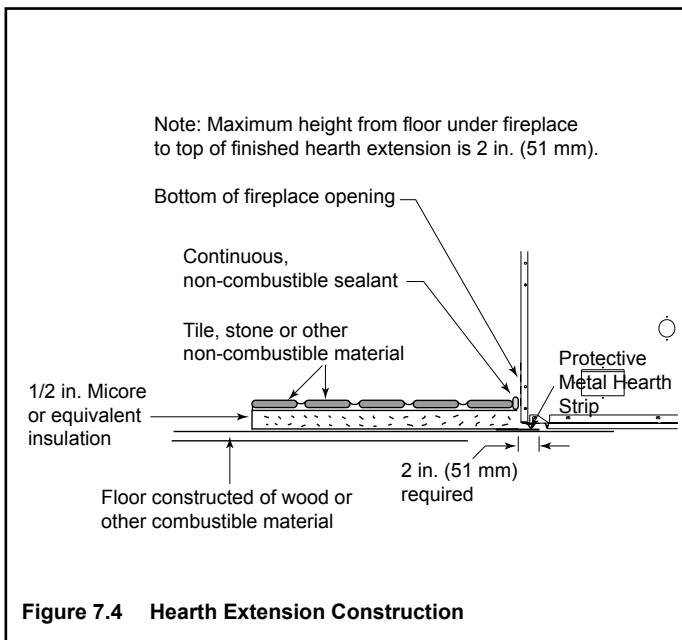 Note: Maximum height from floor under fireplace
to top of finished hearth extension is 2 in. (51 mm).
Bottom of fireplace opening
Continuous,
non-combustible sealant
Tile, stone or other
non-combustible material
Protective
Metal Hearth
Strip
1/2 in. Micore
or equivalent
insulation
2 in. (51 mm)
required
Floor constructed of wood or
other combustible material
Figure 7.4 Hearth Extension Construction